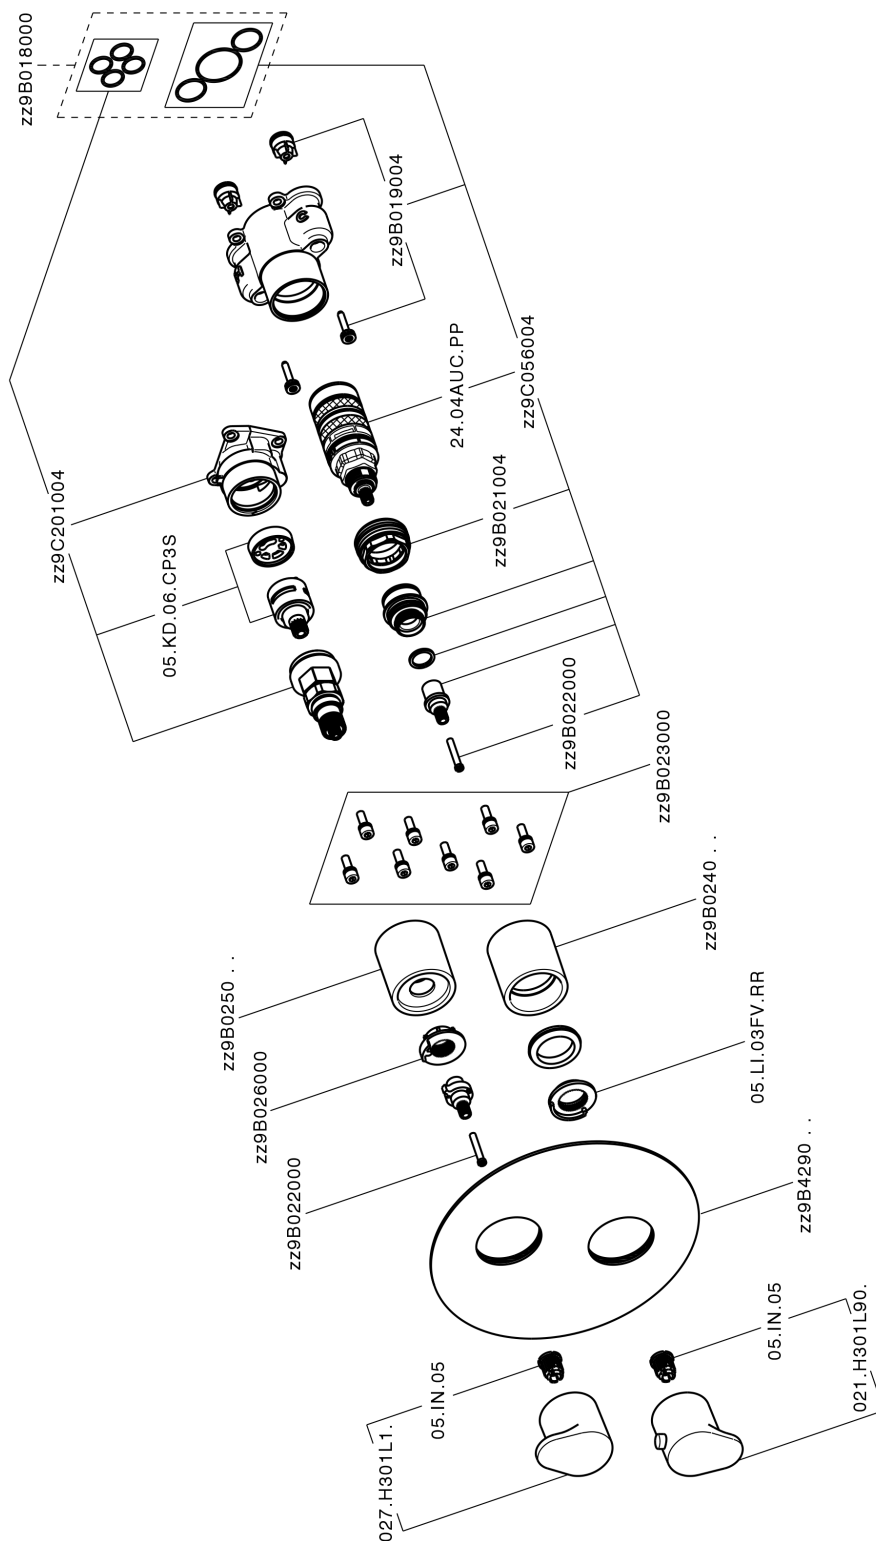 zz9B018000
zz9B019004
24.04AUC.PP
zz9C056004
zz9C201004
05.KD.06.CP3S
zz9B021004
zz9B022000
zz9B023000
zz9B0240 . .
zz9B0250 . .
05.LI.03FV.RR
zz9B026000
zz9B022000
zz9B4290 . .
05.IN.05
021.H301L90.
05.IN.05
027.H301L1.